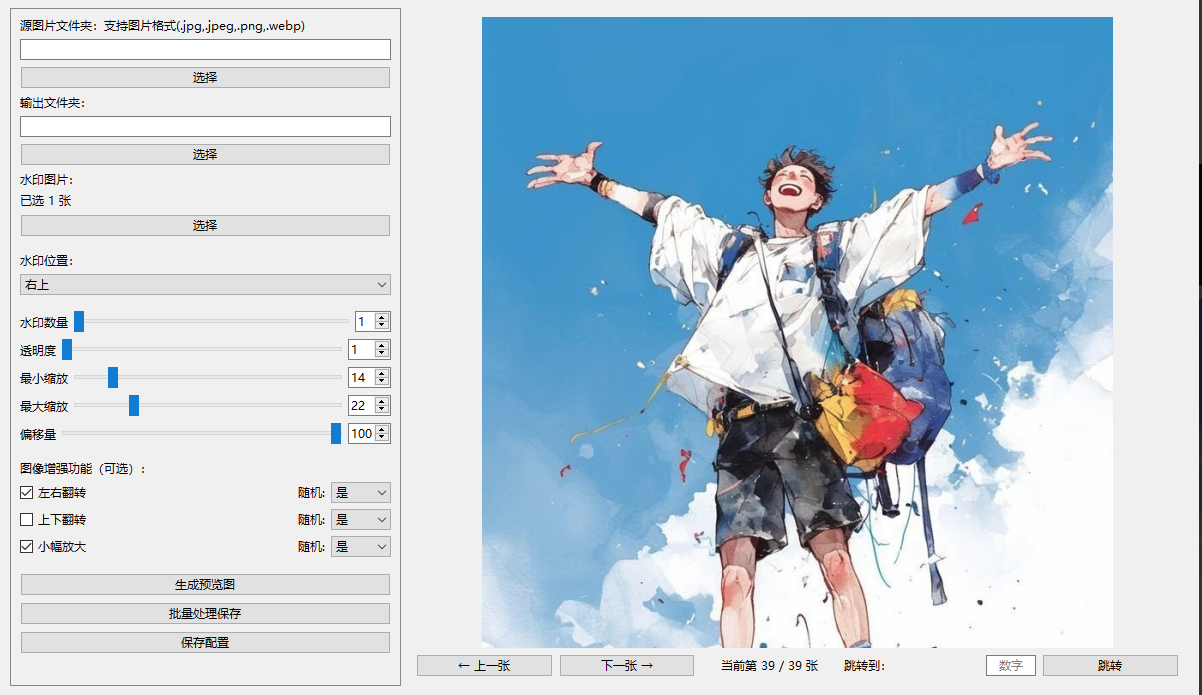 源图片文件夹：支持图片格式(.jpg,.jpeg,.png,.webp)
选择
输出文件夹：
选择
水印图片：
已选 1 张
选择
水印位置：
右上
水印数量 1
透明度 1
最小缩放 14
最大缩放 22
偏移量 100
图像增强功能（可选）：
左右翻转 随机: 是
上下翻转 随机: 是
小幅放大 随机: 是
生成预览图
批量处理保存
保存配置
← 上一张 下一张 → 当前第 39 / 39 张 跳转到： 数字 跳转